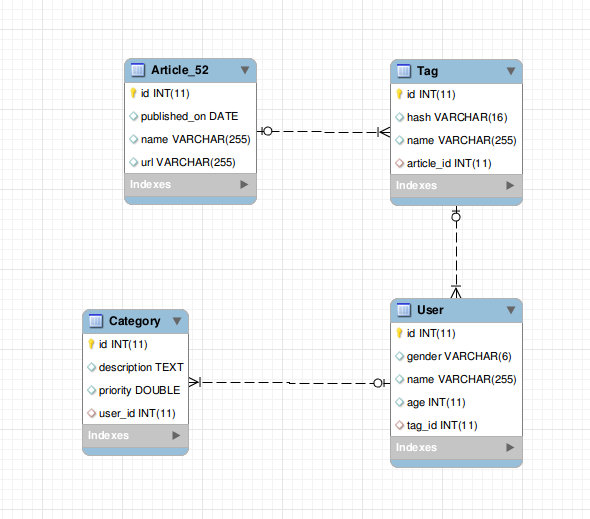 Article_52
id INT(11)
published_on DATE
name VARCHAR(255)
url VARCHAR(255)
Indexes
Tag
id INT(11)
hash VARCHAR(16)
name VARCHAR(255)
article_id INT(11)
Indexes
Category
id INT(11)
description TEXT
priority DOUBLE
user_id INT(11)
Indexes
User
id INT(11)
gender VARCHAR(6)
name VARCHAR(255)
age INT(11)
tag_id INT(11)
Indexes